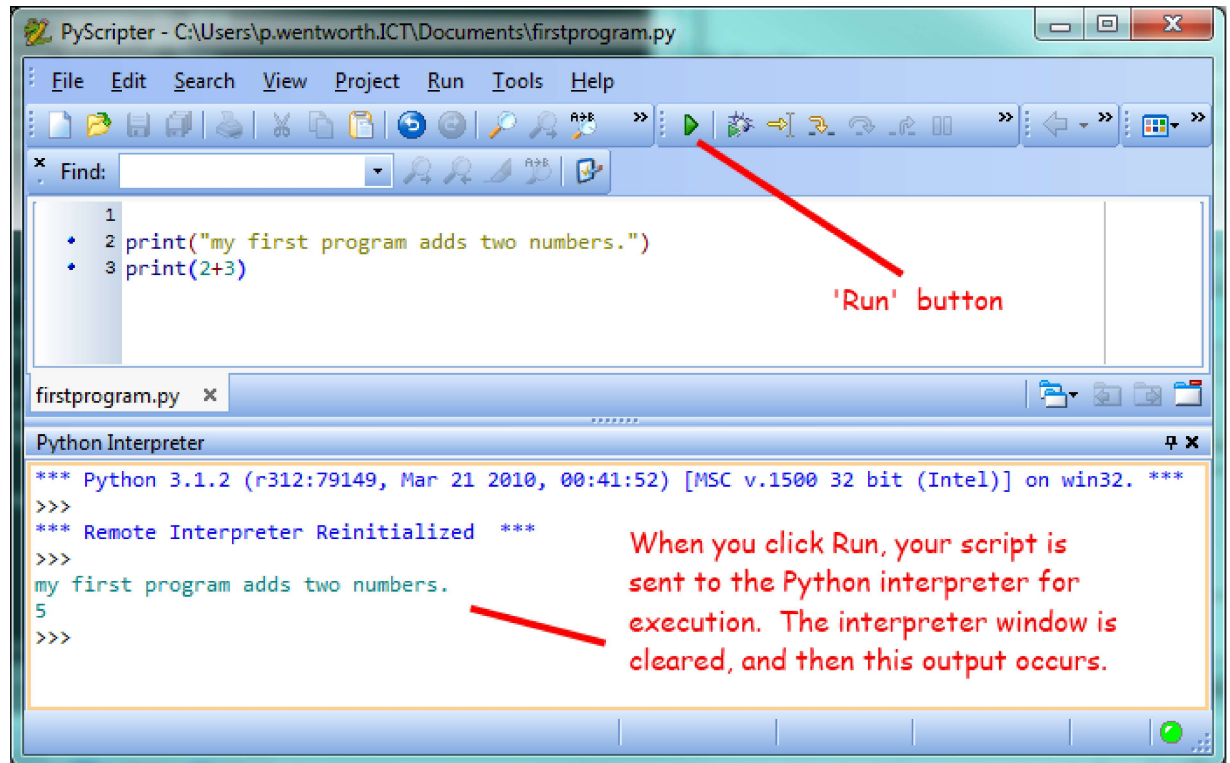 PyScripter - C:\Users\p.wentworth.ICT\Documents\firstprogram.py
File Edit Search View Project Run Tools Help
Find:
1
2 print("my first program adds two numbers.")
3 print(2+3)
'Run' button
firstprogram.py
Python Interpreter
*** Python 3.1.2 (r312:79149, Mar 21 2010, 00:41:52) [MSC v.1500 32 bit (Intel)] on win32. ***
>>>
*** Remote Interpreter Reinitialized ***
>>>
my first program adds two numbers.
5
>>>
When you click Run, your script is
sent to the Python interpreter for
execution. The interpreter window is
cleared, and then this output occurs.